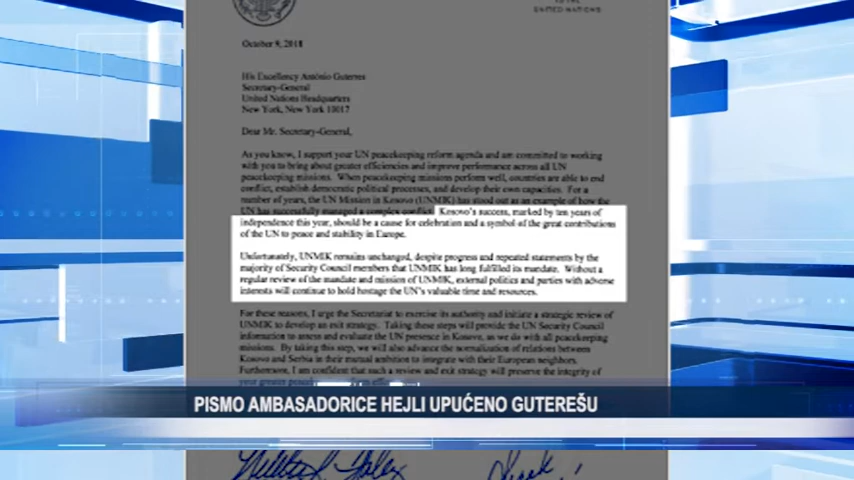 TO THE
UNITED NATIONS
October 9, 2018
His Excellency António Guterres
Secretary-General
United Nations Headquarters
New York, New York 10017
Dear Mr. Secretary-General,
As you know, I support your UN peacekeeping reform agenda and am committed to working
with you to bring about greater efficiencies and improve performance across all UN
peacekeeping missions. When peacekeeping missions perform well, countries are able to end
conflict, establish democratic political processes, and develop their own capacities. For a
number of years, the UN Mission in Kosovo (UNMIK) has stood out as an example of how the
UN has successfully managed a complex conflict. Kosovo's success, marked by ten years of
independence this year, should be a cause for celebration and a symbol of the great contributions
of the UN to peace and stability in Europe.
Unfortunately, UNMIK remains unchanged, despite progress and repeated statements by the
majority of Security Council members that UNMIK has long fulfilled its mandate. Without a
regular review of the mandate and mission of UNMIK, external politics and parties with adverse
interests will continue to hold hostage the UN's valuable time and resources.
For these reasons, I urge the Secretariat to exercise its authority and initiate a strategic review of
UNMIK to develop an exit strategy. Taking these steps will provide the UN Security Council
information to assess and evaluate the UN presence in Kosovo, as we do with all peacekeeping
missions. By taking this step, we will also advance the normalization of relations between
Kosovo and Serbia in their mutual ambition to integrate with their European neighbors.
Furthermore, I am confident that such a review and exit strategy will preserve the integrity of
your greater
PISMO AMBASADORICE HEJLI UPUĆENO GUTEREŠU